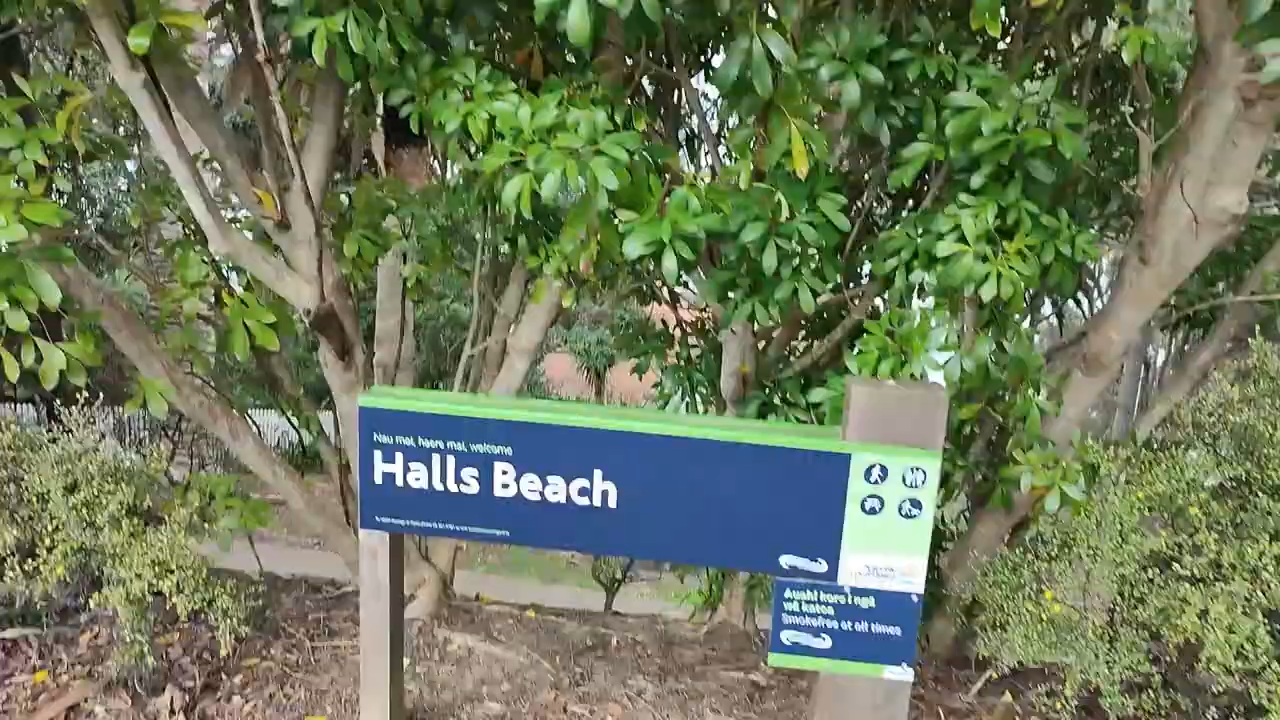 Nau mai, haere mai, welcome
Halls Beach
Auahi kore i ngā
wā katoa
Smokefree at all times